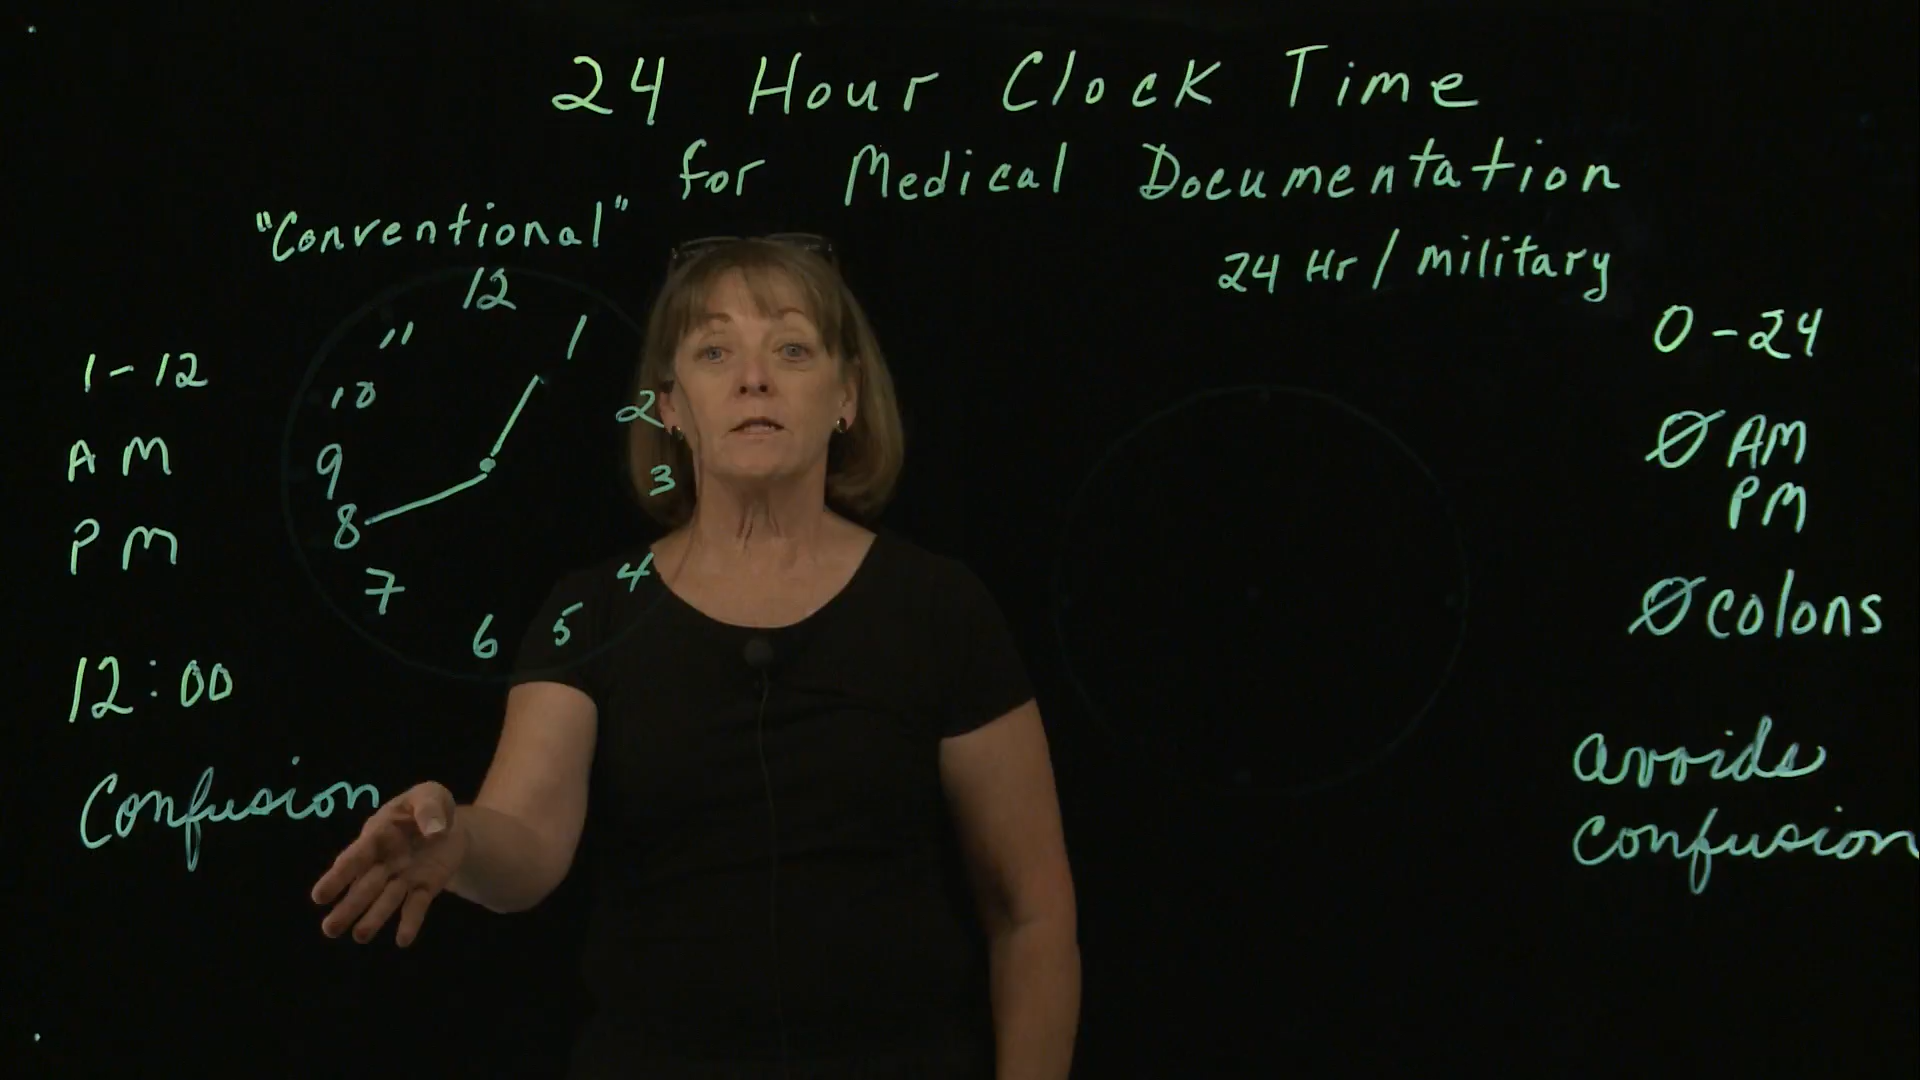 24 Hour Clock Time
for Medical Documentation
"Conventional"
12
11
1
10
2
9
3
8
4
7
5
6
1-12
AM
PM
12:00
Confusion
24 Hr / military
0-24
Ø AM
PM
Ø colons
avoids
confusion